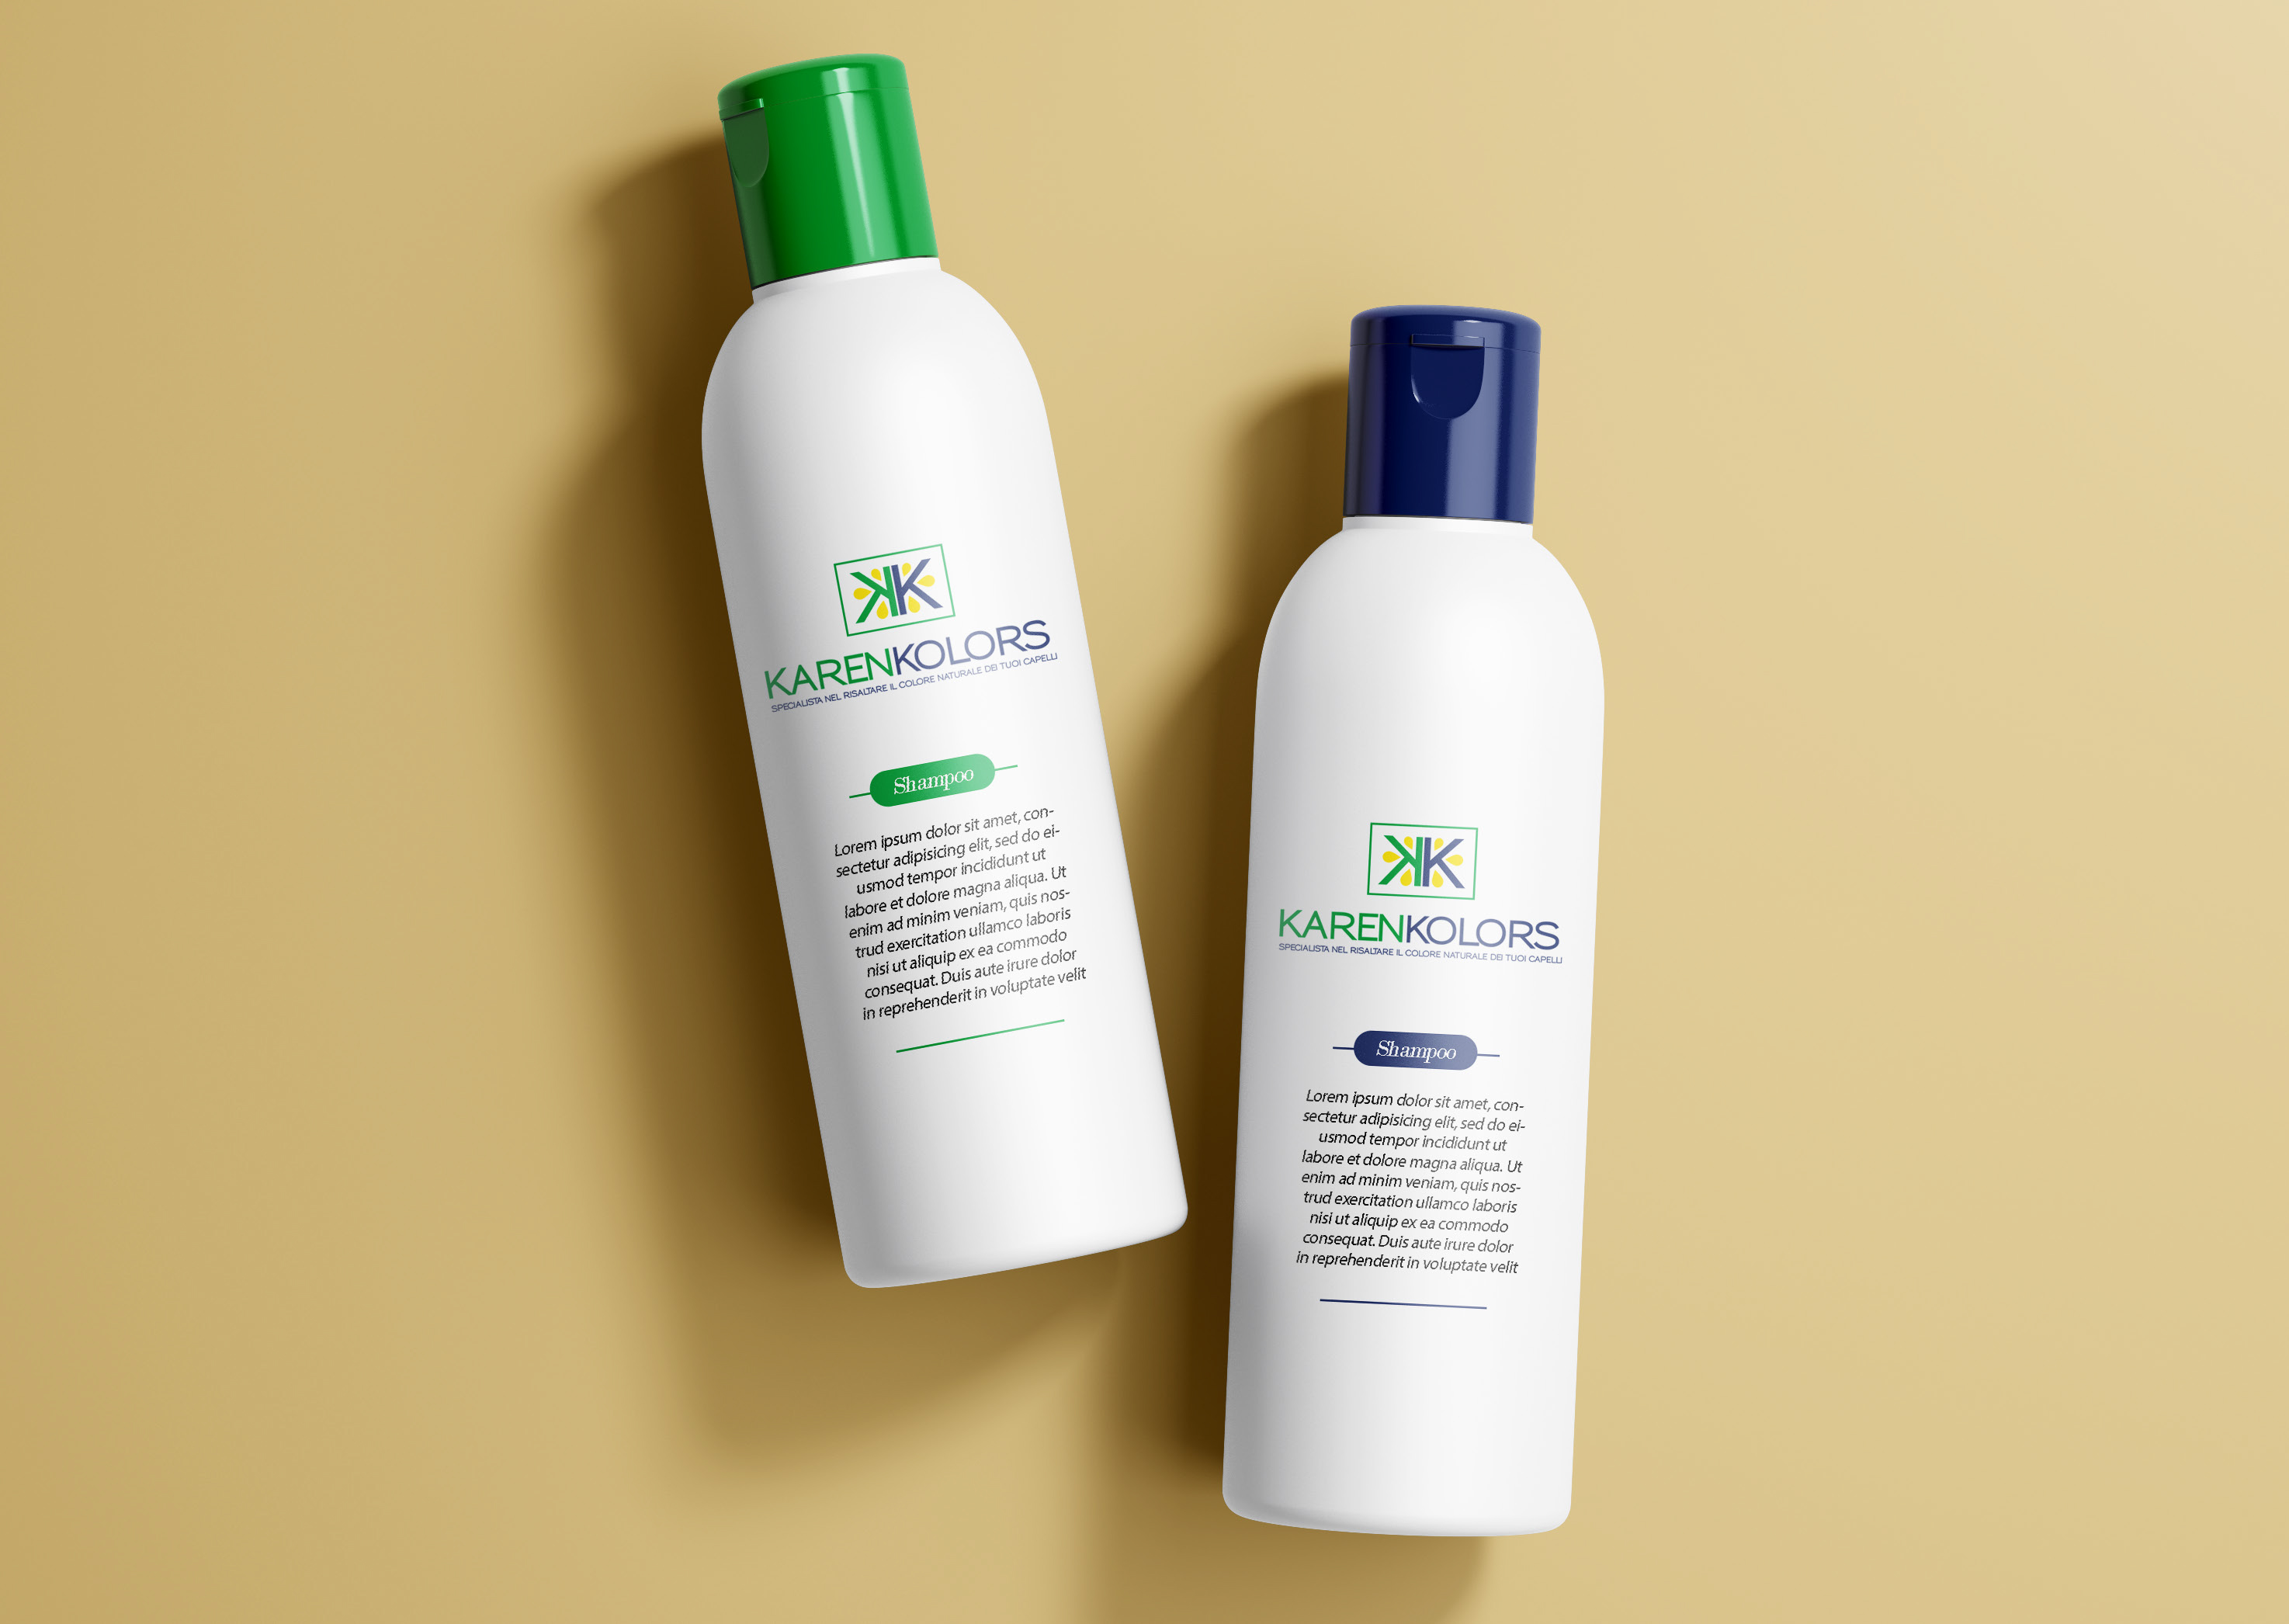 KK
KARENKOLORS
SPECIALISTA NEL RISALTARE IL COLORE NATURALE DEI TUOI CAPELLI
Shampoo
Lorem ipsum dolor sit amet, con-
sectetur adipisicing elit, sed do ei-
usmod tempor incididunt ut
labore et dolore magna aliqua. Ut
enim ad minim veniam, quis nos-
trud exercitation ullamco laboris
nisi ut aliquip ex ea commodo
consequat. Duis aute irure dolor
in reprehenderit in voluptate velit
KK
KARENKOLORS
SPECIALISTA NEL RISALTARE IL COLORE NATURALE DEI TUOI CAPELLI
Shampoo
Lorem ipsum dolor sit amet, con-
sectetur adipisicing elit, sed do ei-
usmod tempor incididunt ut
labore et dolore magna aliqua. Ut
enim ad minim veniam, quis nos-
trud exercitation ullamco laboris
nisi ut aliquip ex ea commodo
consequat. Duis aute irure dolor
in reprehenderit in voluptate velit